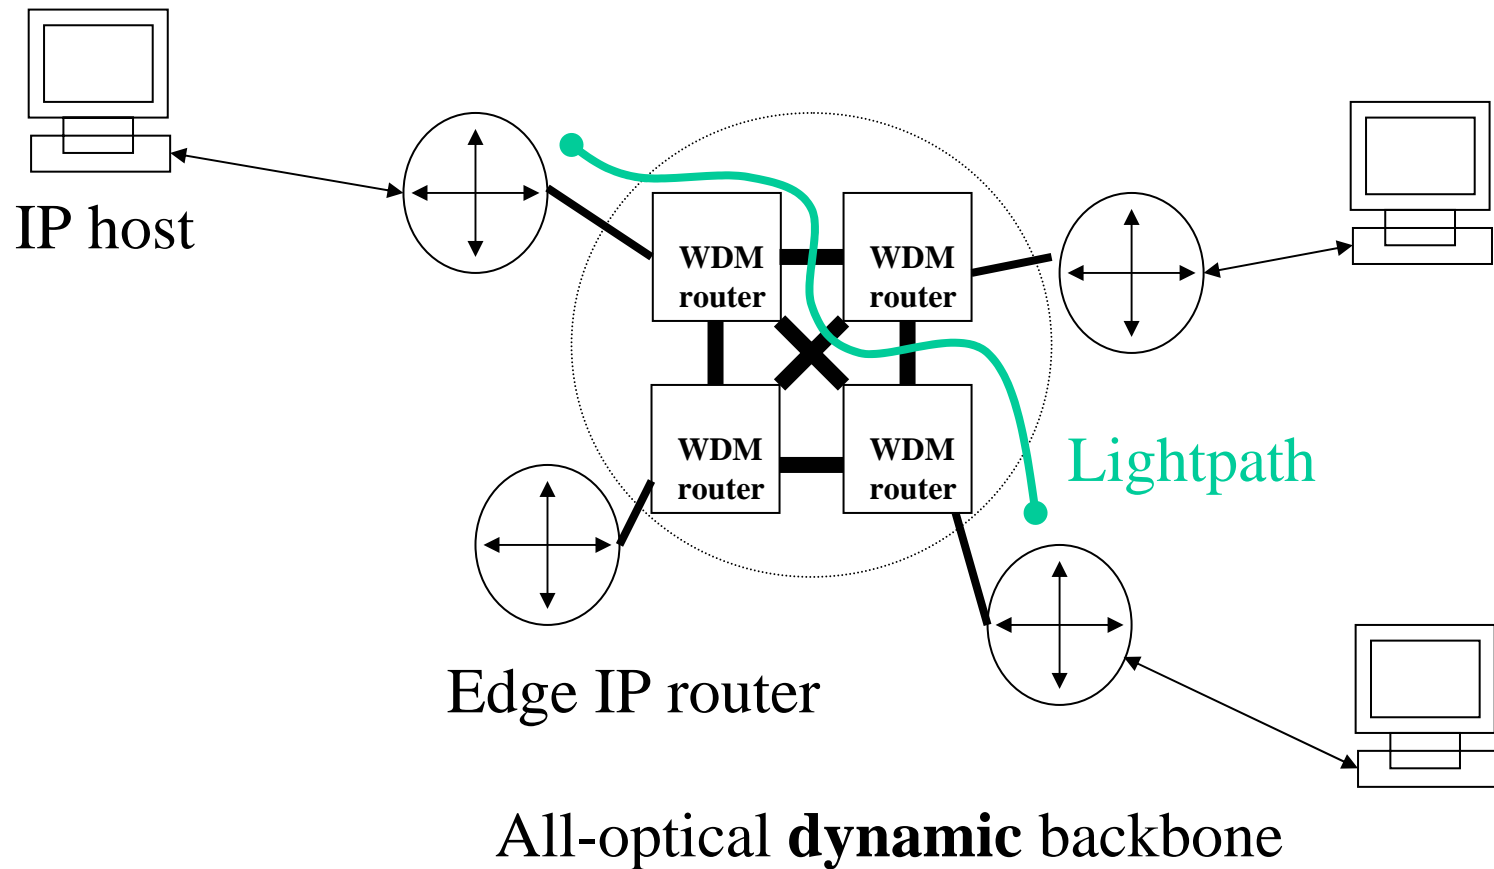 IP host
WDM
router
WDM
router
WDM
router
WDM
router
Lightpath
Edge IP router
All-optical dynamic backbone